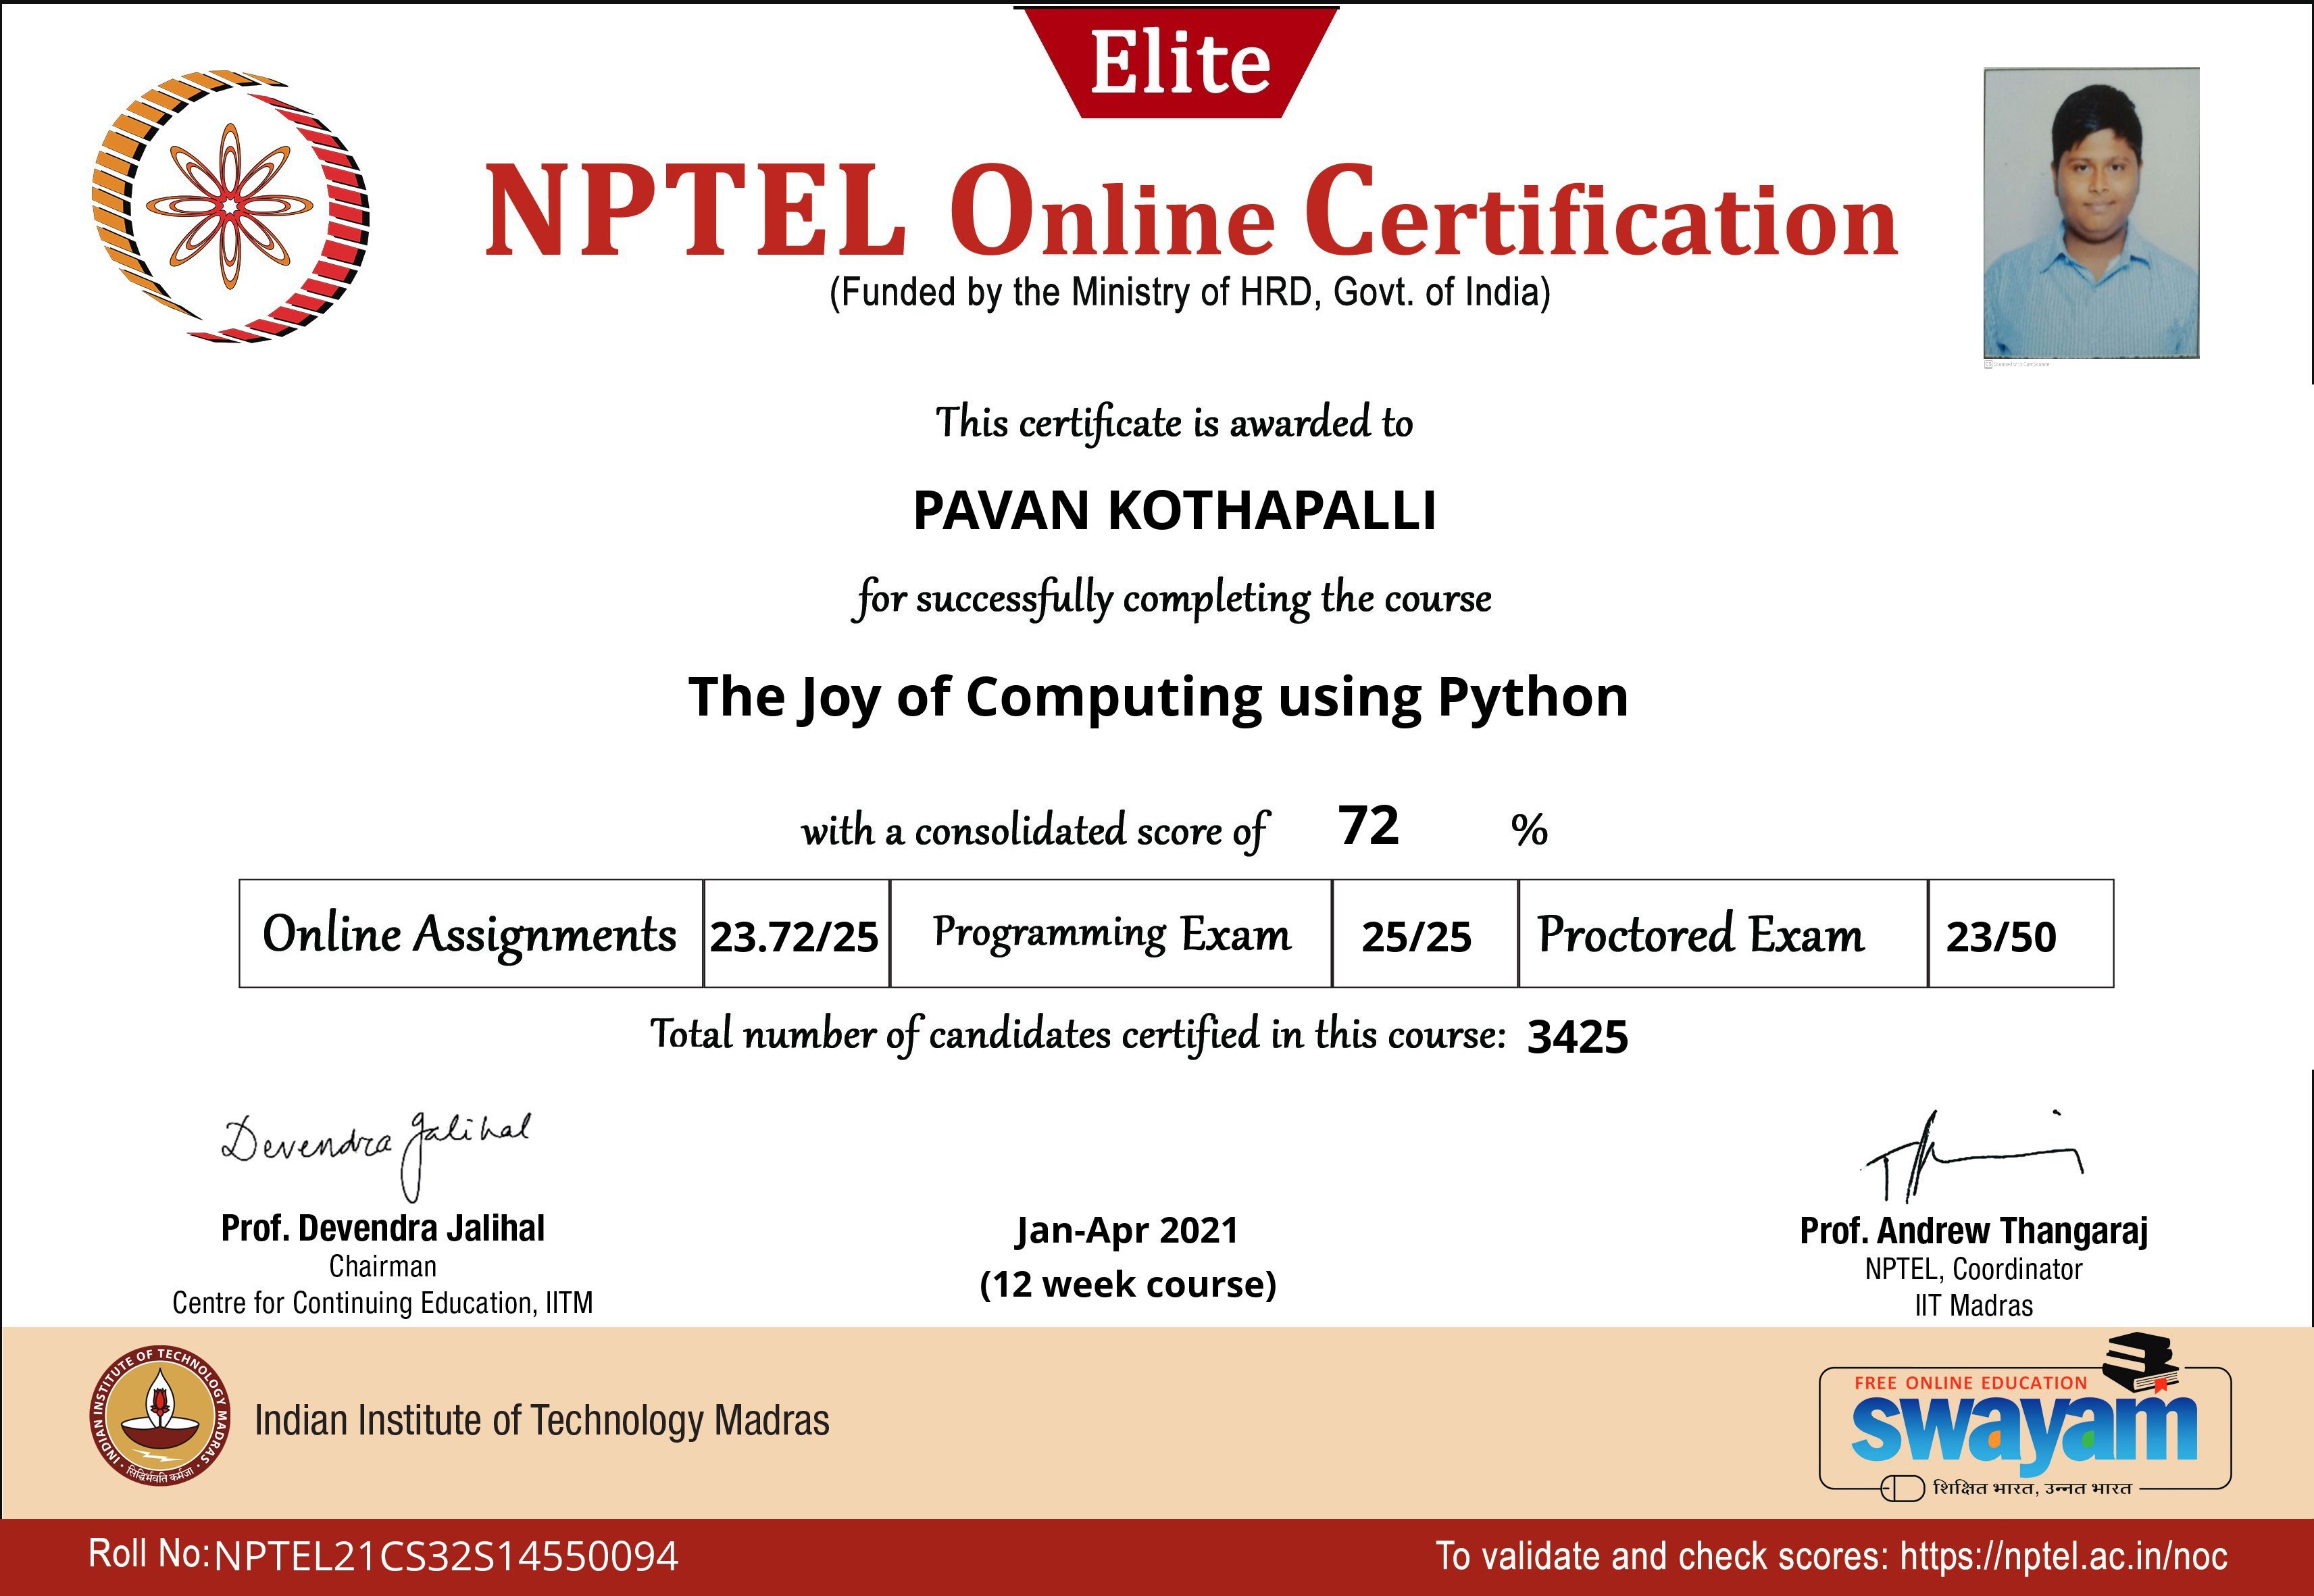 Elite
NPTEL Online Certification
(Funded by the Ministry of HRD, Govt. of India)
This certificate is awarded to
PAVAN KOTHAPALLI
for successfully completing the course
The Joy of Computing using Python
with a consolidated score of 72 %
Online Assignments 23.72/25 Programming Exam 25/25 Proctored Exam 23/50
Total number of candidates certified in this course: 3425
Devendra Jalihal
Prof. Devendra Jalihal
Chairman
Centre for Continuing Education, IITM
Jan-Apr 2021
(12 week course)
Prof. Andrew Thangaraj
NPTEL, Coordinator
IIT Madras
INDIAN INSTITUTE OF TECHNOLOGY MADRAS
सिद्धिर्भवति कर्मजा
Indian Institute of Technology Madras
FREE ONLINE EDUCATION
swayam
शिक्षित भारत, उन्नत भारत
Roll No:NPTEL21CS32S14550094
To validate and check scores: https://nptel.ac.in/noc